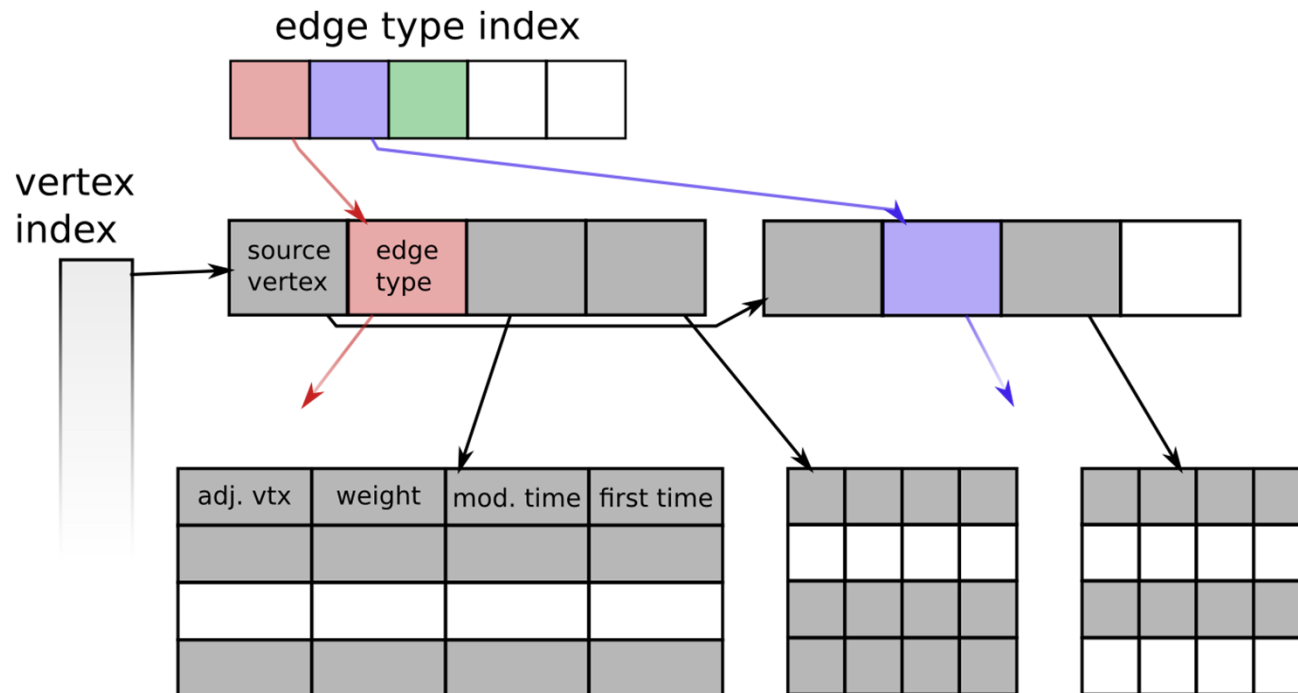 edge type index
vertex
index
source
vertex
edge
type
adj. vtx
weight
mod. time
first time